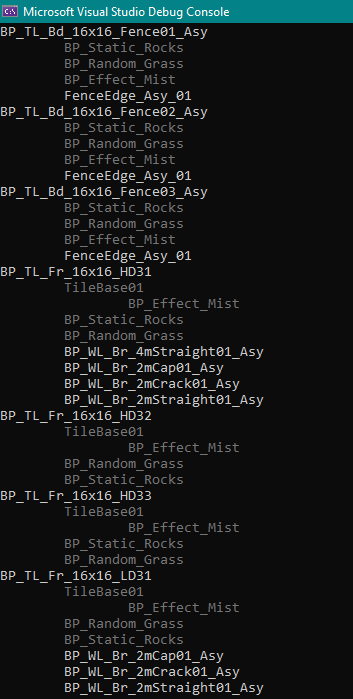 Microsoft Visual Studio Debug Console
BP_TL_Bd_16x16_Fence01_Asy
BP_Static_Rocks
BP_Random_Grass
BP_Effect_Mist
FenceEdge_Asy_01
BP_TL_Bd_16x16_Fence02_Asy
BP_Static_Rocks
BP_Random_Grass
BP_Effect_Mist
FenceEdge_Asy_01
BP_TL_Bd_16x16_Fence03_Asy
BP_Static_Rocks
BP_Random_Grass
BP_Effect_Mist
FenceEdge_Asy_01
BP_TL_Fr_16x16_HD31
TileBase01
BP_Effect_Mist
BP_Static_Rocks
BP_Random_Grass
BP_WL_Br_4mStraight01_Asy
BP_WL_Br_2mCap01_Asy
BP_WL_Br_2mCrack01_Asy
BP_WL_Br_2mStraight01_Asy
BP_TL_Fr_16x16_HD32
TileBase01
BP_Effect_Mist
BP_Random_Grass
BP_Static_Rocks
BP_TL_Fr_16x16_HD33
TileBase01
BP_Effect_Mist
BP_Static_Rocks
BP_Random_Grass
BP_TL_Fr_16x16_LD31
TileBase01
BP_Effect_Mist
BP_Random_Grass
BP_Static_Rocks
BP_WL_Br_2mCap01_Asy
BP_WL_Br_2mCrack01_Asy
BP_WL_Br_2mStraight01_Asy